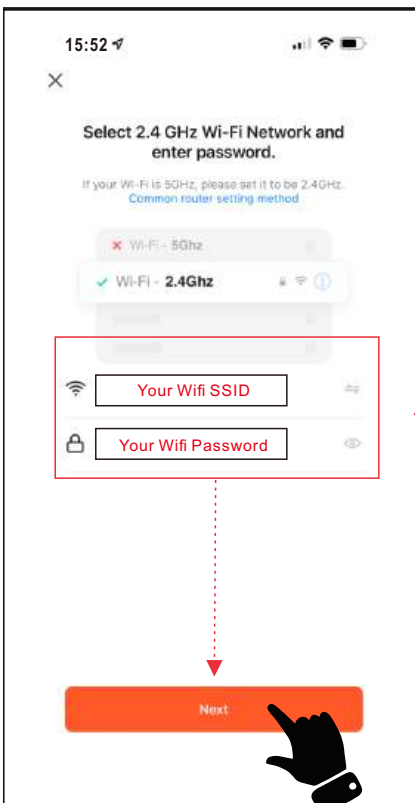 15:52
Select 2.4 GHz Wi-Fi Network and
enter password.
If your Wi-Fi is 5GHz, please set it to be 2.4GHz.
Common router setting method
Wi-Fi - 5Ghz
Wi-Fi - 2.4Ghz
Your Wifi SSID
Your Wifi Password
Next